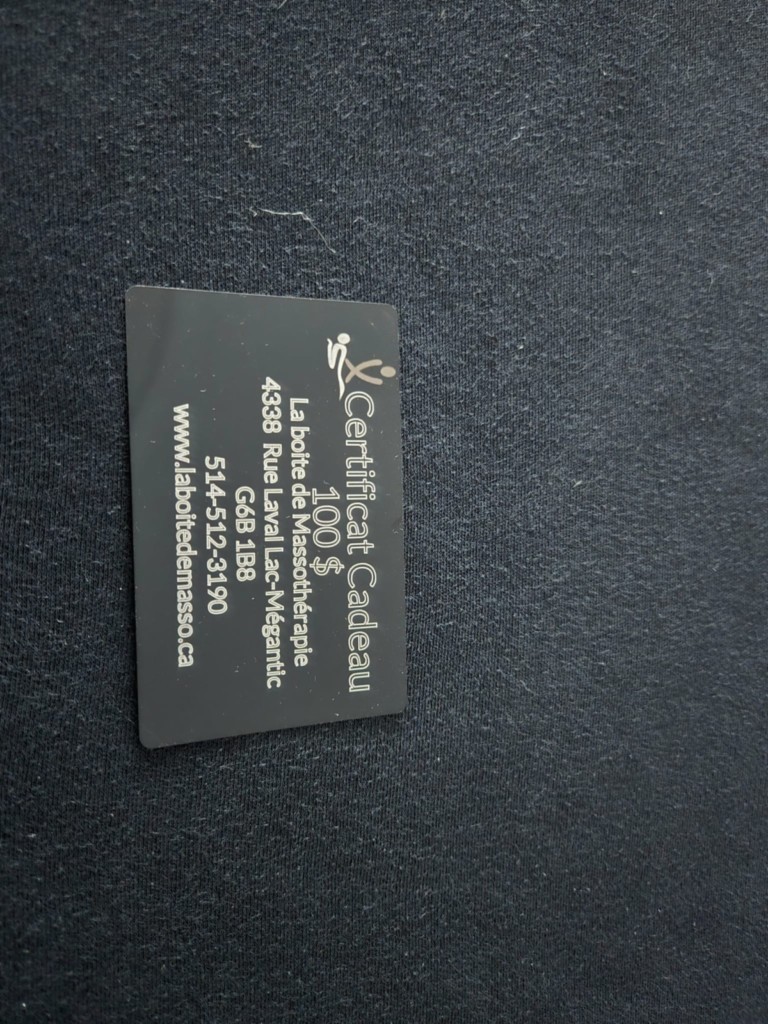 Certificat Cadeau
100 $
La boite de Massothérapie
4338 Rue Laval Lac-Mégantic
G6B 1B8
514-512-3190
www.laboitedemasso.ca